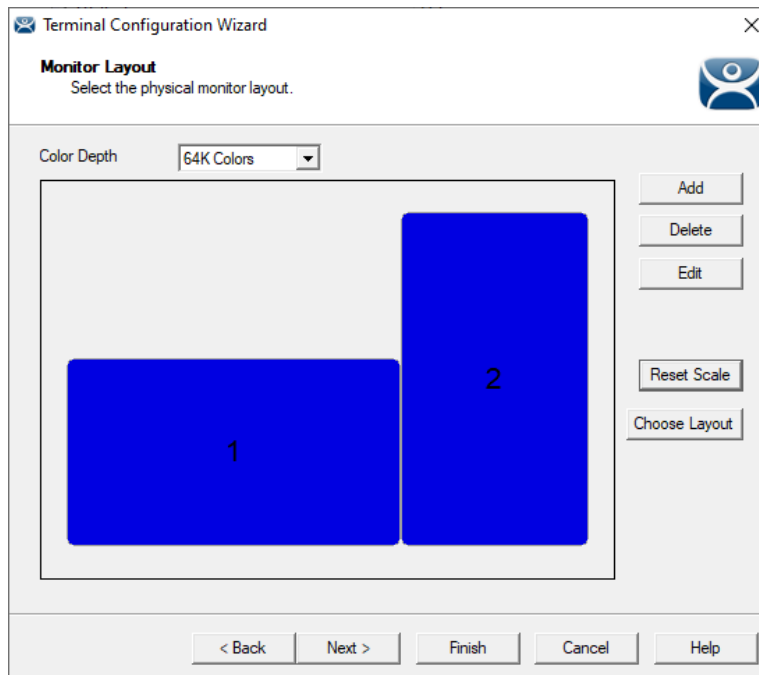 Terminal Configuration Wizard
Monitor Layout
Select the physical monitor layout.
Color Depth
64K Colors
Add
Delete
Edit
Reset Scale
Choose Layout
1
2
< Back
Next >
Finish
Cancel
Help